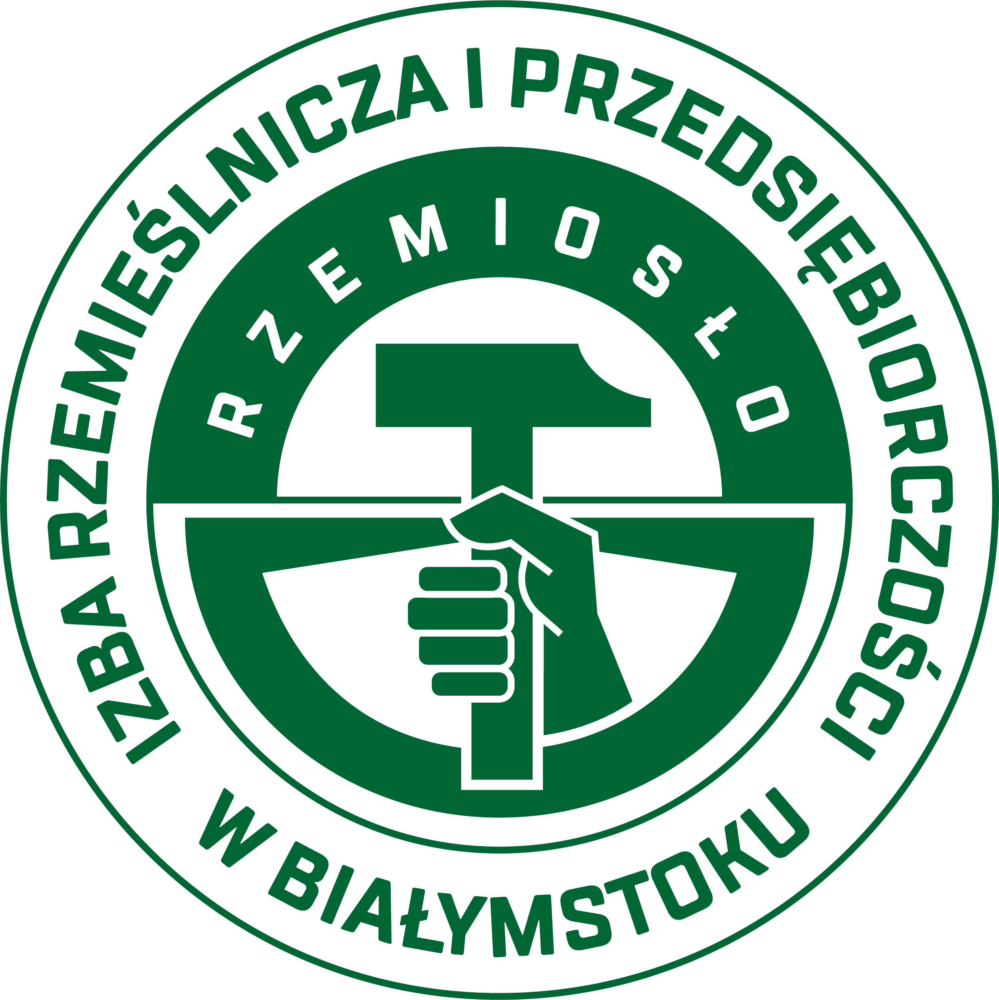 IZBA RZEMIEŚLNICZA I PRZEDSIĘBIORCZOŚCI
W BIAŁYMSTOKU
RZEMIOSŁO